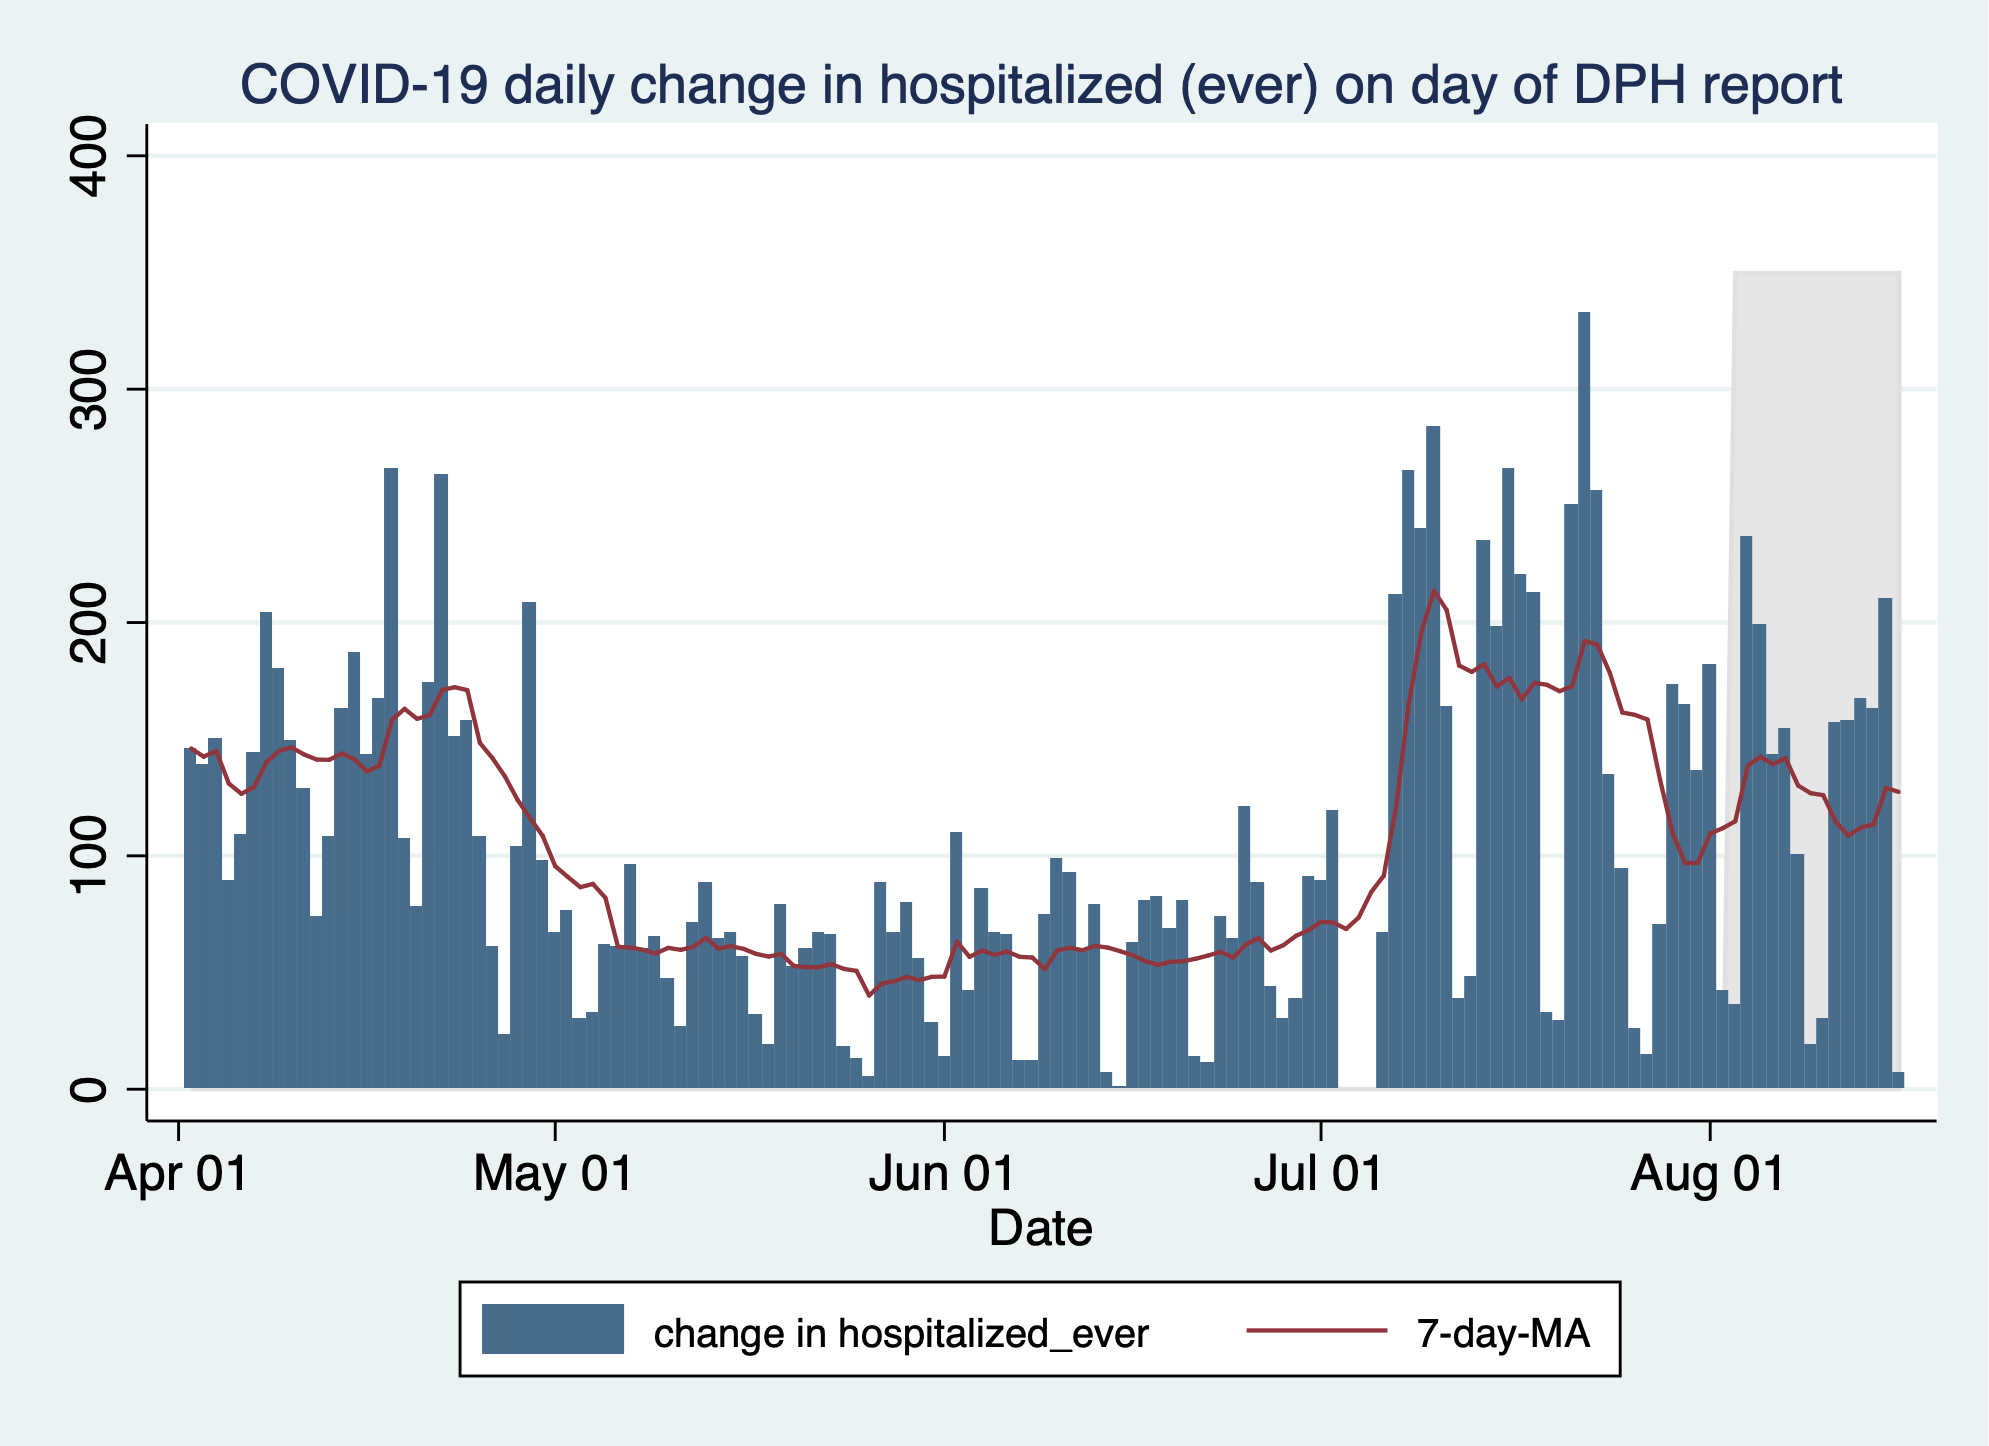 COVID-19 daily change in hospitalized (ever) on day of DPH report
400
300
200
100
0
Apr 01 May 01 Jun 01 Jul 01 Aug 01
Date
change in hospitalized_ever 7-day-MA